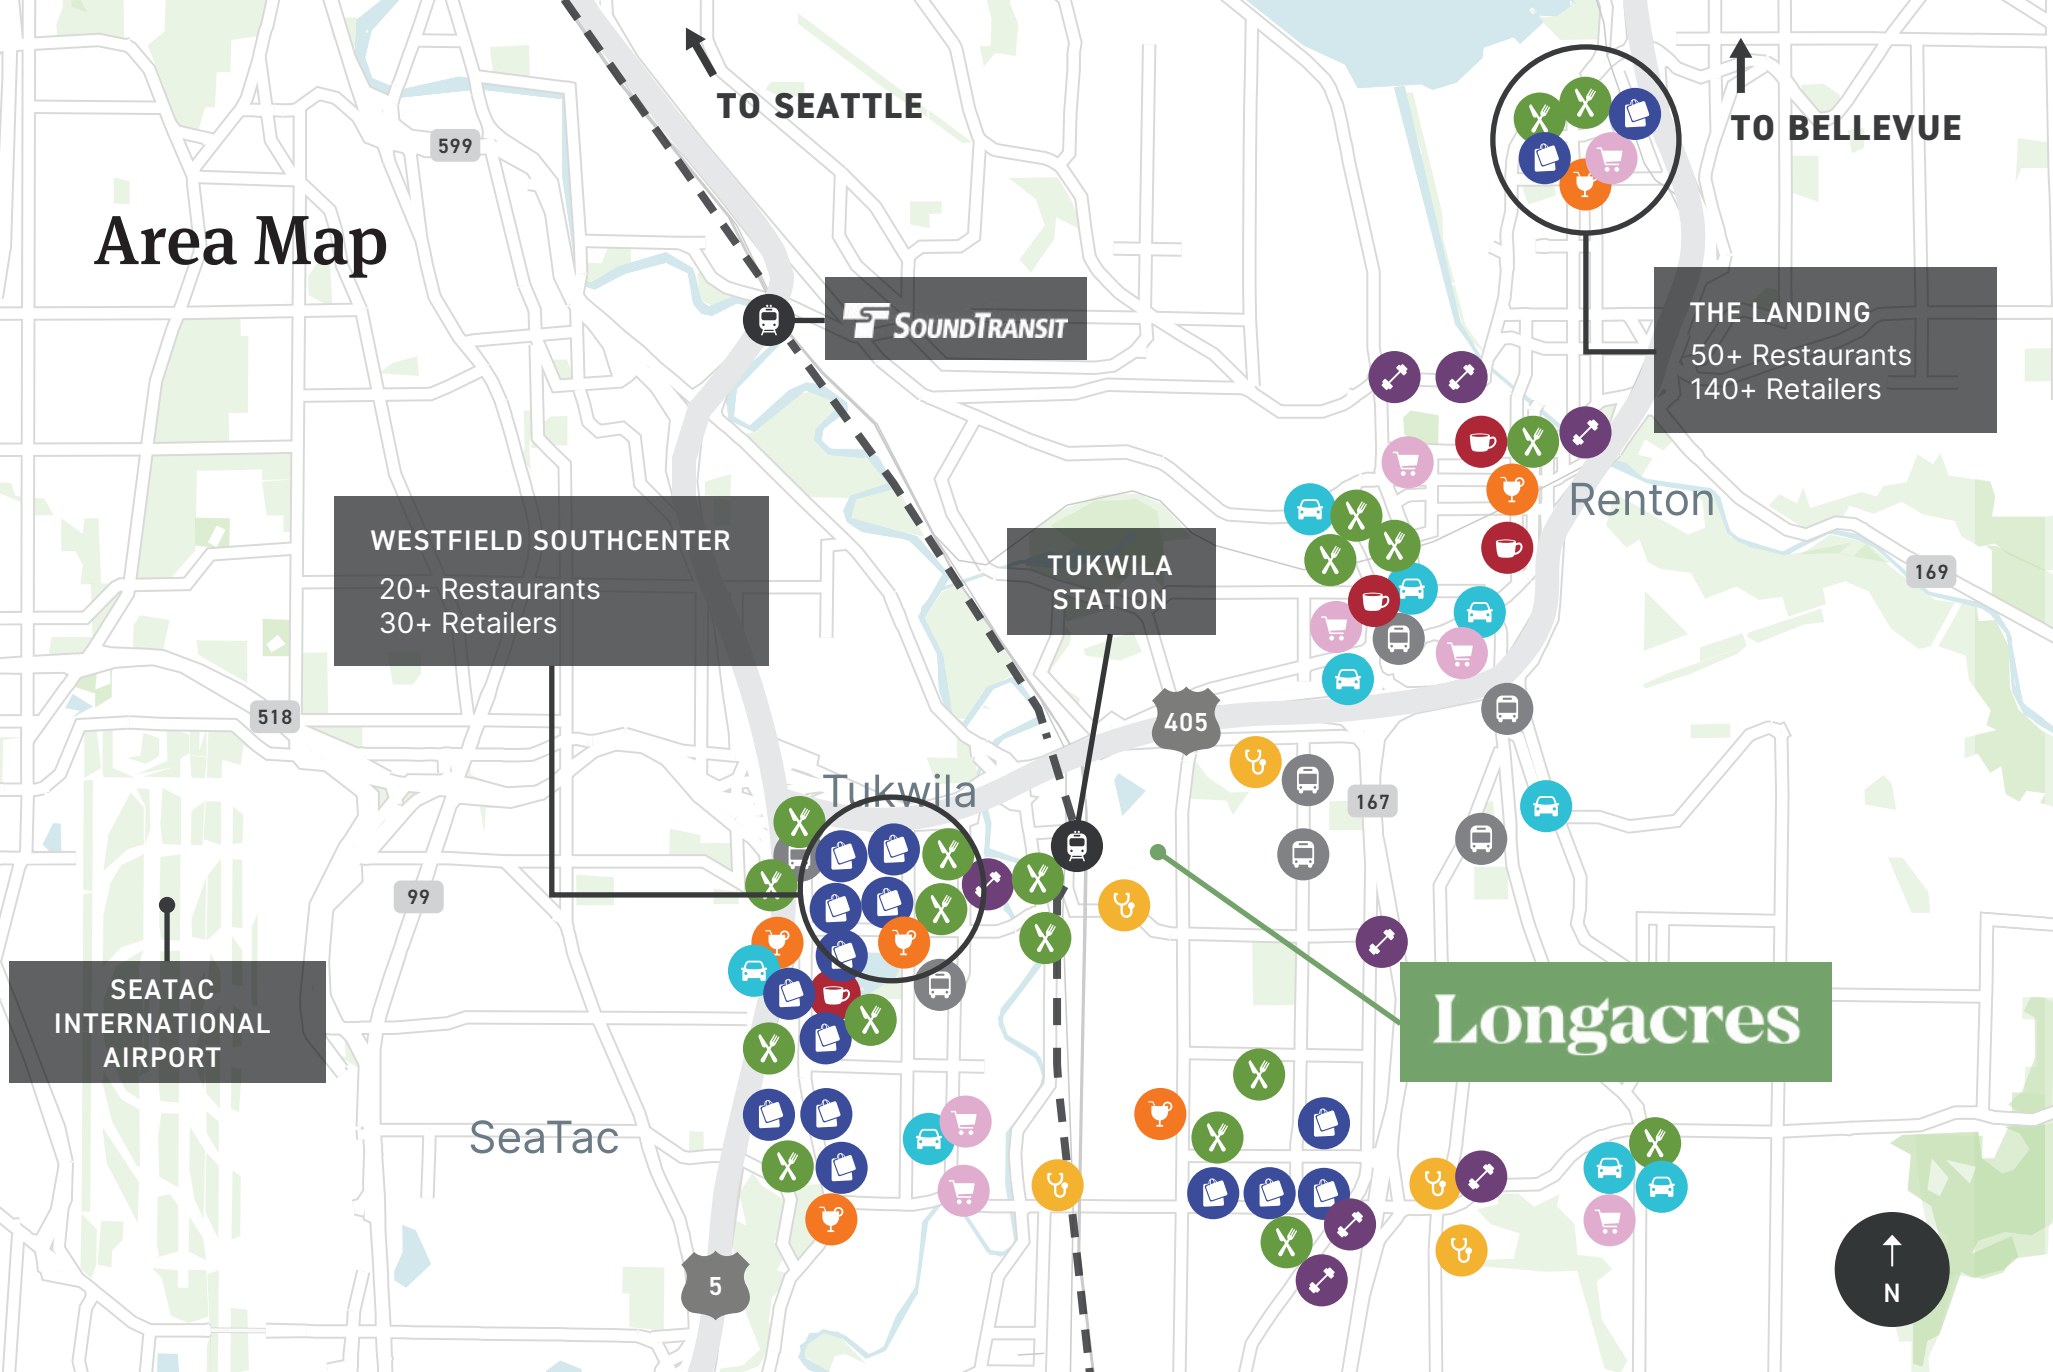 TO SEATTLE
TO BELLEVUE
599
Area Map
SOUNDTRANSIT
THE LANDING
50+ Restaurants
140+ Retailers
Renton
WESTFIELD SOUTHCENTER
20+ Restaurants
30+ Retailers
TUKWILA
STATION
169
518
405
Tukwila
167
99
SEATAC
INTERNATIONAL
AIRPORT
Longacres
SeaTac
5
N